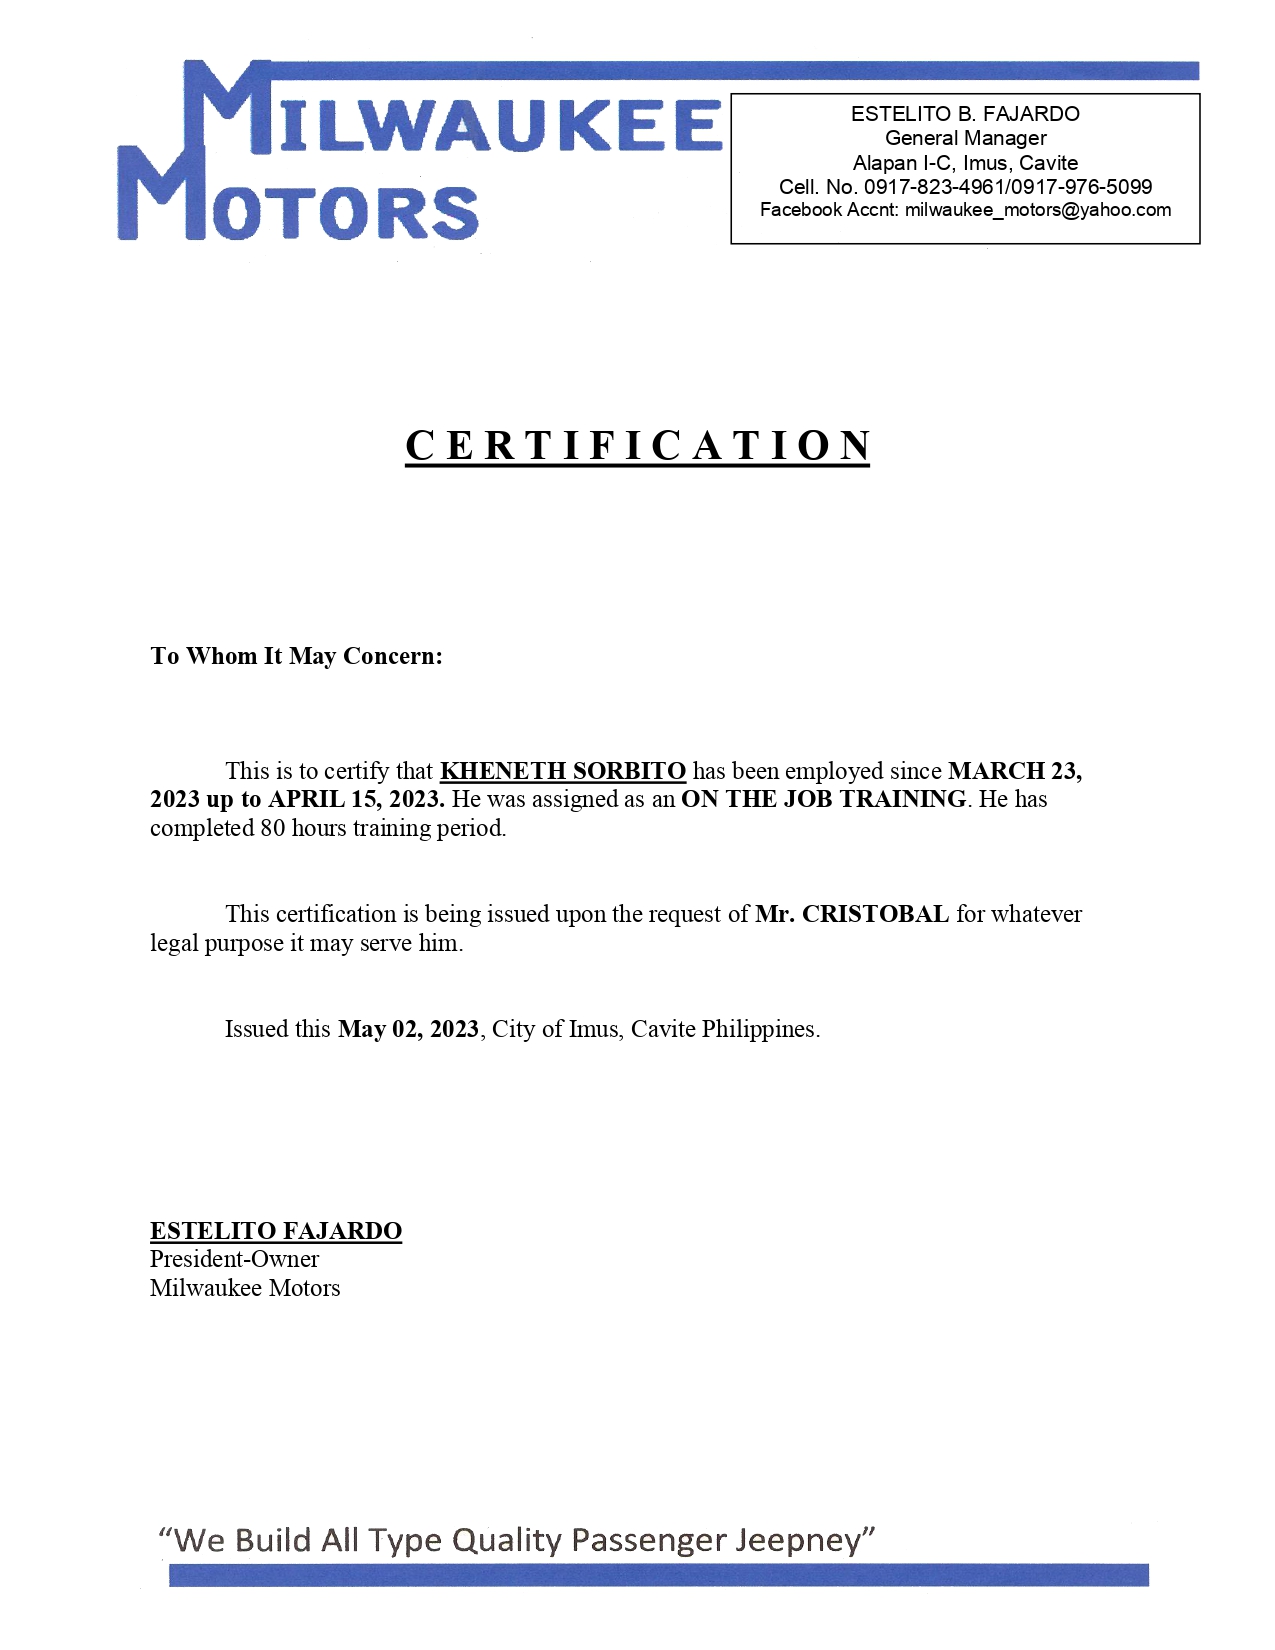 MILWAUKEE
MOTORS
ESTELITO B. FAJARDO
General Manager
Alapan I-C, Imus, Cavite
Cell. No. 0917-823-4961/0917-976-5099
Facebook Accnt: milwaukee_motors@yahoo.com
C E R T I F I C A T I O N
To Whom It May Concern:
This is to certify that KHENETH SORBITO has been employed since MARCH 23,
2023 up to APRIL 15, 2023. He was assigned as an ON THE JOB TRAINING. He has
completed 80 hours training period.
This certification is being issued upon the request of Mr. CRISTOBAL for whatever
legal purpose it may serve him.
Issued this May 02, 2023, City of Imus, Cavite Philippines.
ESTELITO FAJARDO
President-Owner
Milwaukee Motors
“We Build All Type Quality Passenger Jeepney”